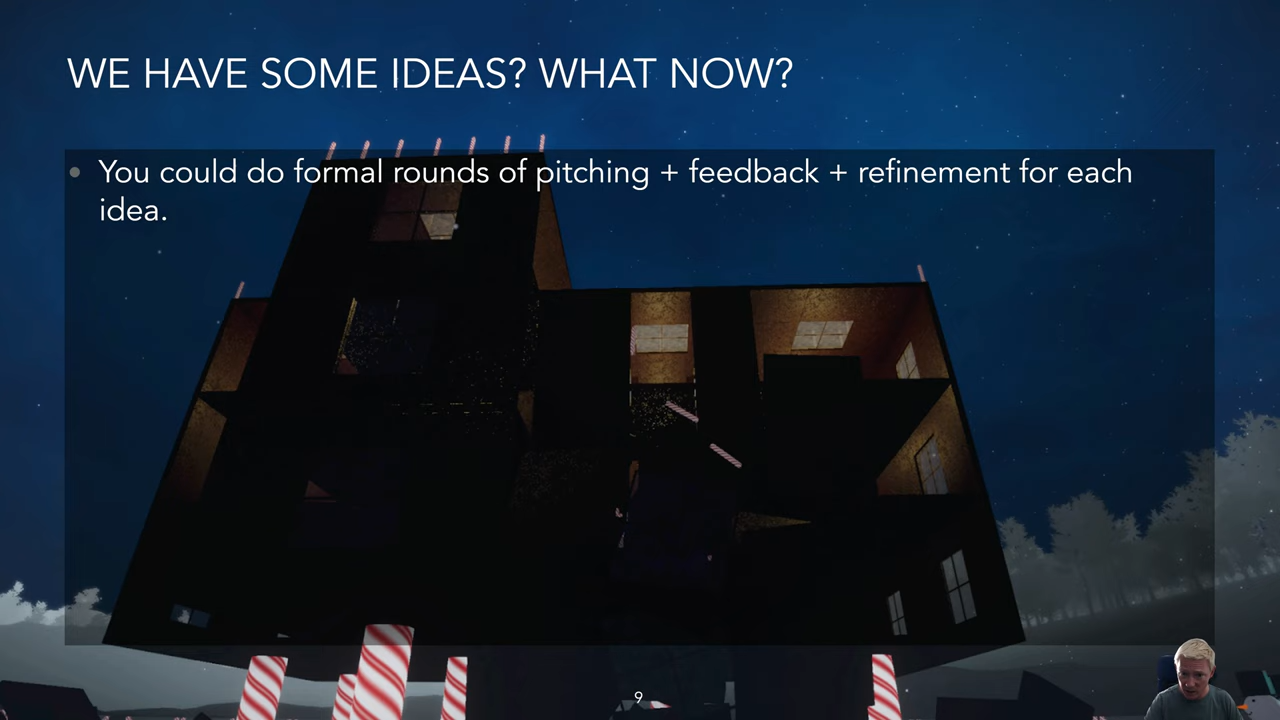 WE HAVE SOME IDEAS? WHAT NOW?
• You could do formal rounds of pitching + feedback + refinement for each
idea.
9